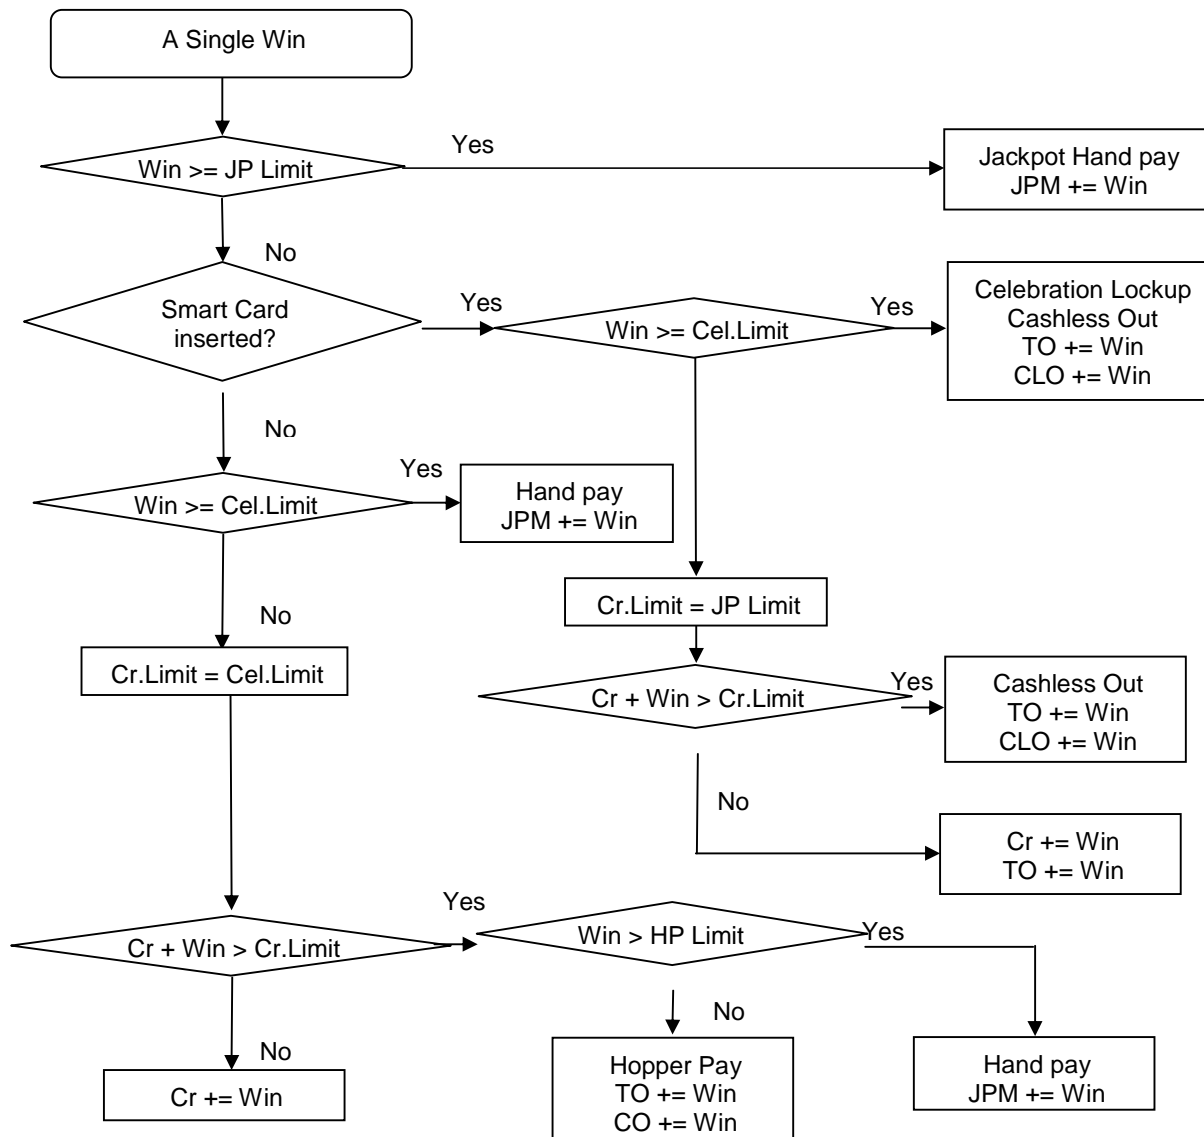 A Single Win
Yes
Win >= JP Limit
Jackpot Hand pay
JPM += Win
No
Smart Card
inserted?
Yes
Win >= Cel.Limit
Yes
Celebration Lockup
Cashless Out
TO += Win
CLO += Win
No
Win >= Cel.Limit
Yes
Hand pay
JPM += Win
No
Cr.Limit = JP Limit
Cr.Limit = Cel.Limit
Cr + Win > Cr.Limit
Yes
Cashless Out
TO += Win
CLO += Win
No
Cr += Win
TO += Win
Cr + Win > Cr.Limit
Yes
Win > HP Limit
Yes
No
Cr += Win
No
Hopper Pay
TO += Win
CO += Win
Hand pay
JPM += Win